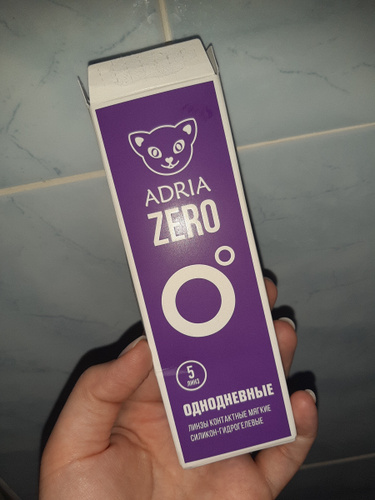 ADRIA
ZERO
5
ЛИНЗ
ОДНОДНЕВНЫЕ
ЛИНЗЫ КОНТАКТНЫЕ МЯГКИЕ
СИЛИКОН-ГИДРОГЕЛЕВЫЕ